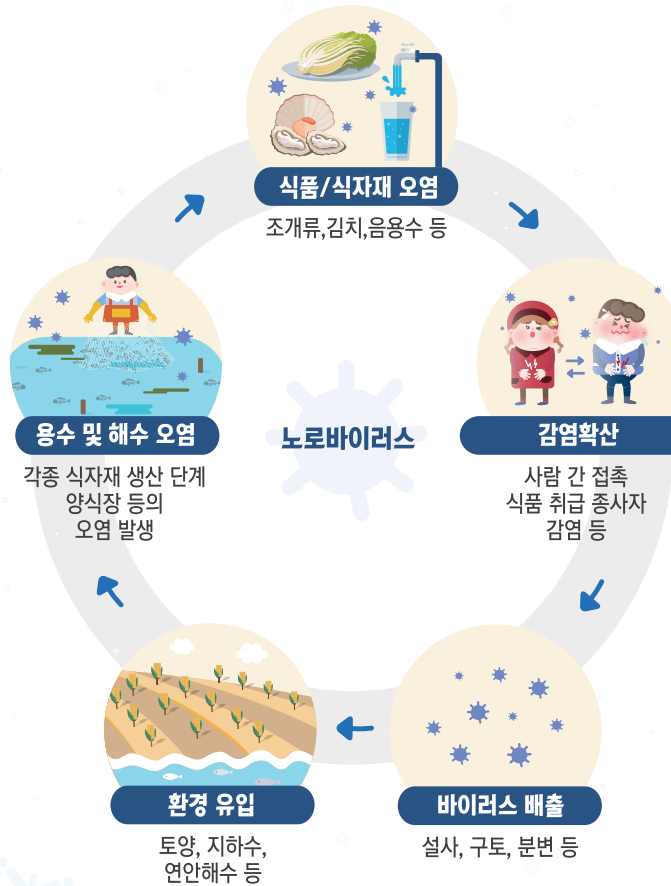 식품/식자재 오염
조개류,김치,음용수 등
감염확산
사람 간 접촉
식품 취급 종사자
감염 등
바이러스 배출
설사, 구토, 분변 등
환경 유입
토양, 지하수,
연안해수 등
용수 및 해수 오염
각종 식자재 생산 단계
양식장 등의
오염 발생
노로바이러스